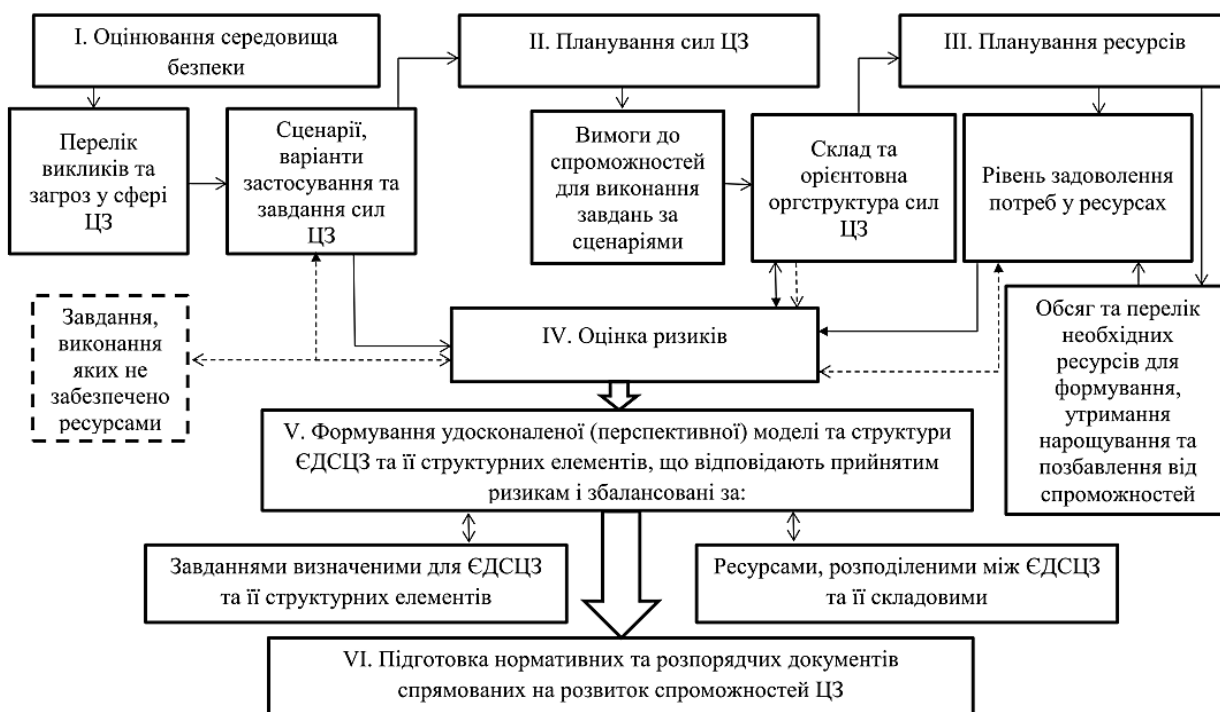 I. Оцінювання середовища
безпеки
II. Планування сил ЦЗ
III. Планування ресурсів
Перелік
викликів та
загроз у сфері
ЦЗ
Сценарії,
варіанти
застосування та
завдання сил
ЦЗ
Вимоги до
спроможностей
для виконання
завдань за
сценаріями
Склад та
орієнтовна
оргструктура сил
ЦЗ
Рівень задоволення
потреб у ресурсах
Завдання,
виконання
яких не
забезпечено
ресурсами
IV. Оцінка ризиків
Обсяг та перелік
необхідних
ресурсів для
формування,
утримання
нарощування та
позбавлення від
спроможностей
V. Формування удосконаленої (перспективної) моделі та структури
ЄДСЦЗ та її структурних елементів, що відповідають прийнятим
ризикам і збалансовані за:
Завданнями визначеними для ЄДСЦЗ
та її структурних елементів
Ресурсами, розподіленими між ЄДСЦЗ
та її складовими
VI. Підготовка нормативних та розпорядчих документів
спрямованих на розвиток спроможностей ЦЗ